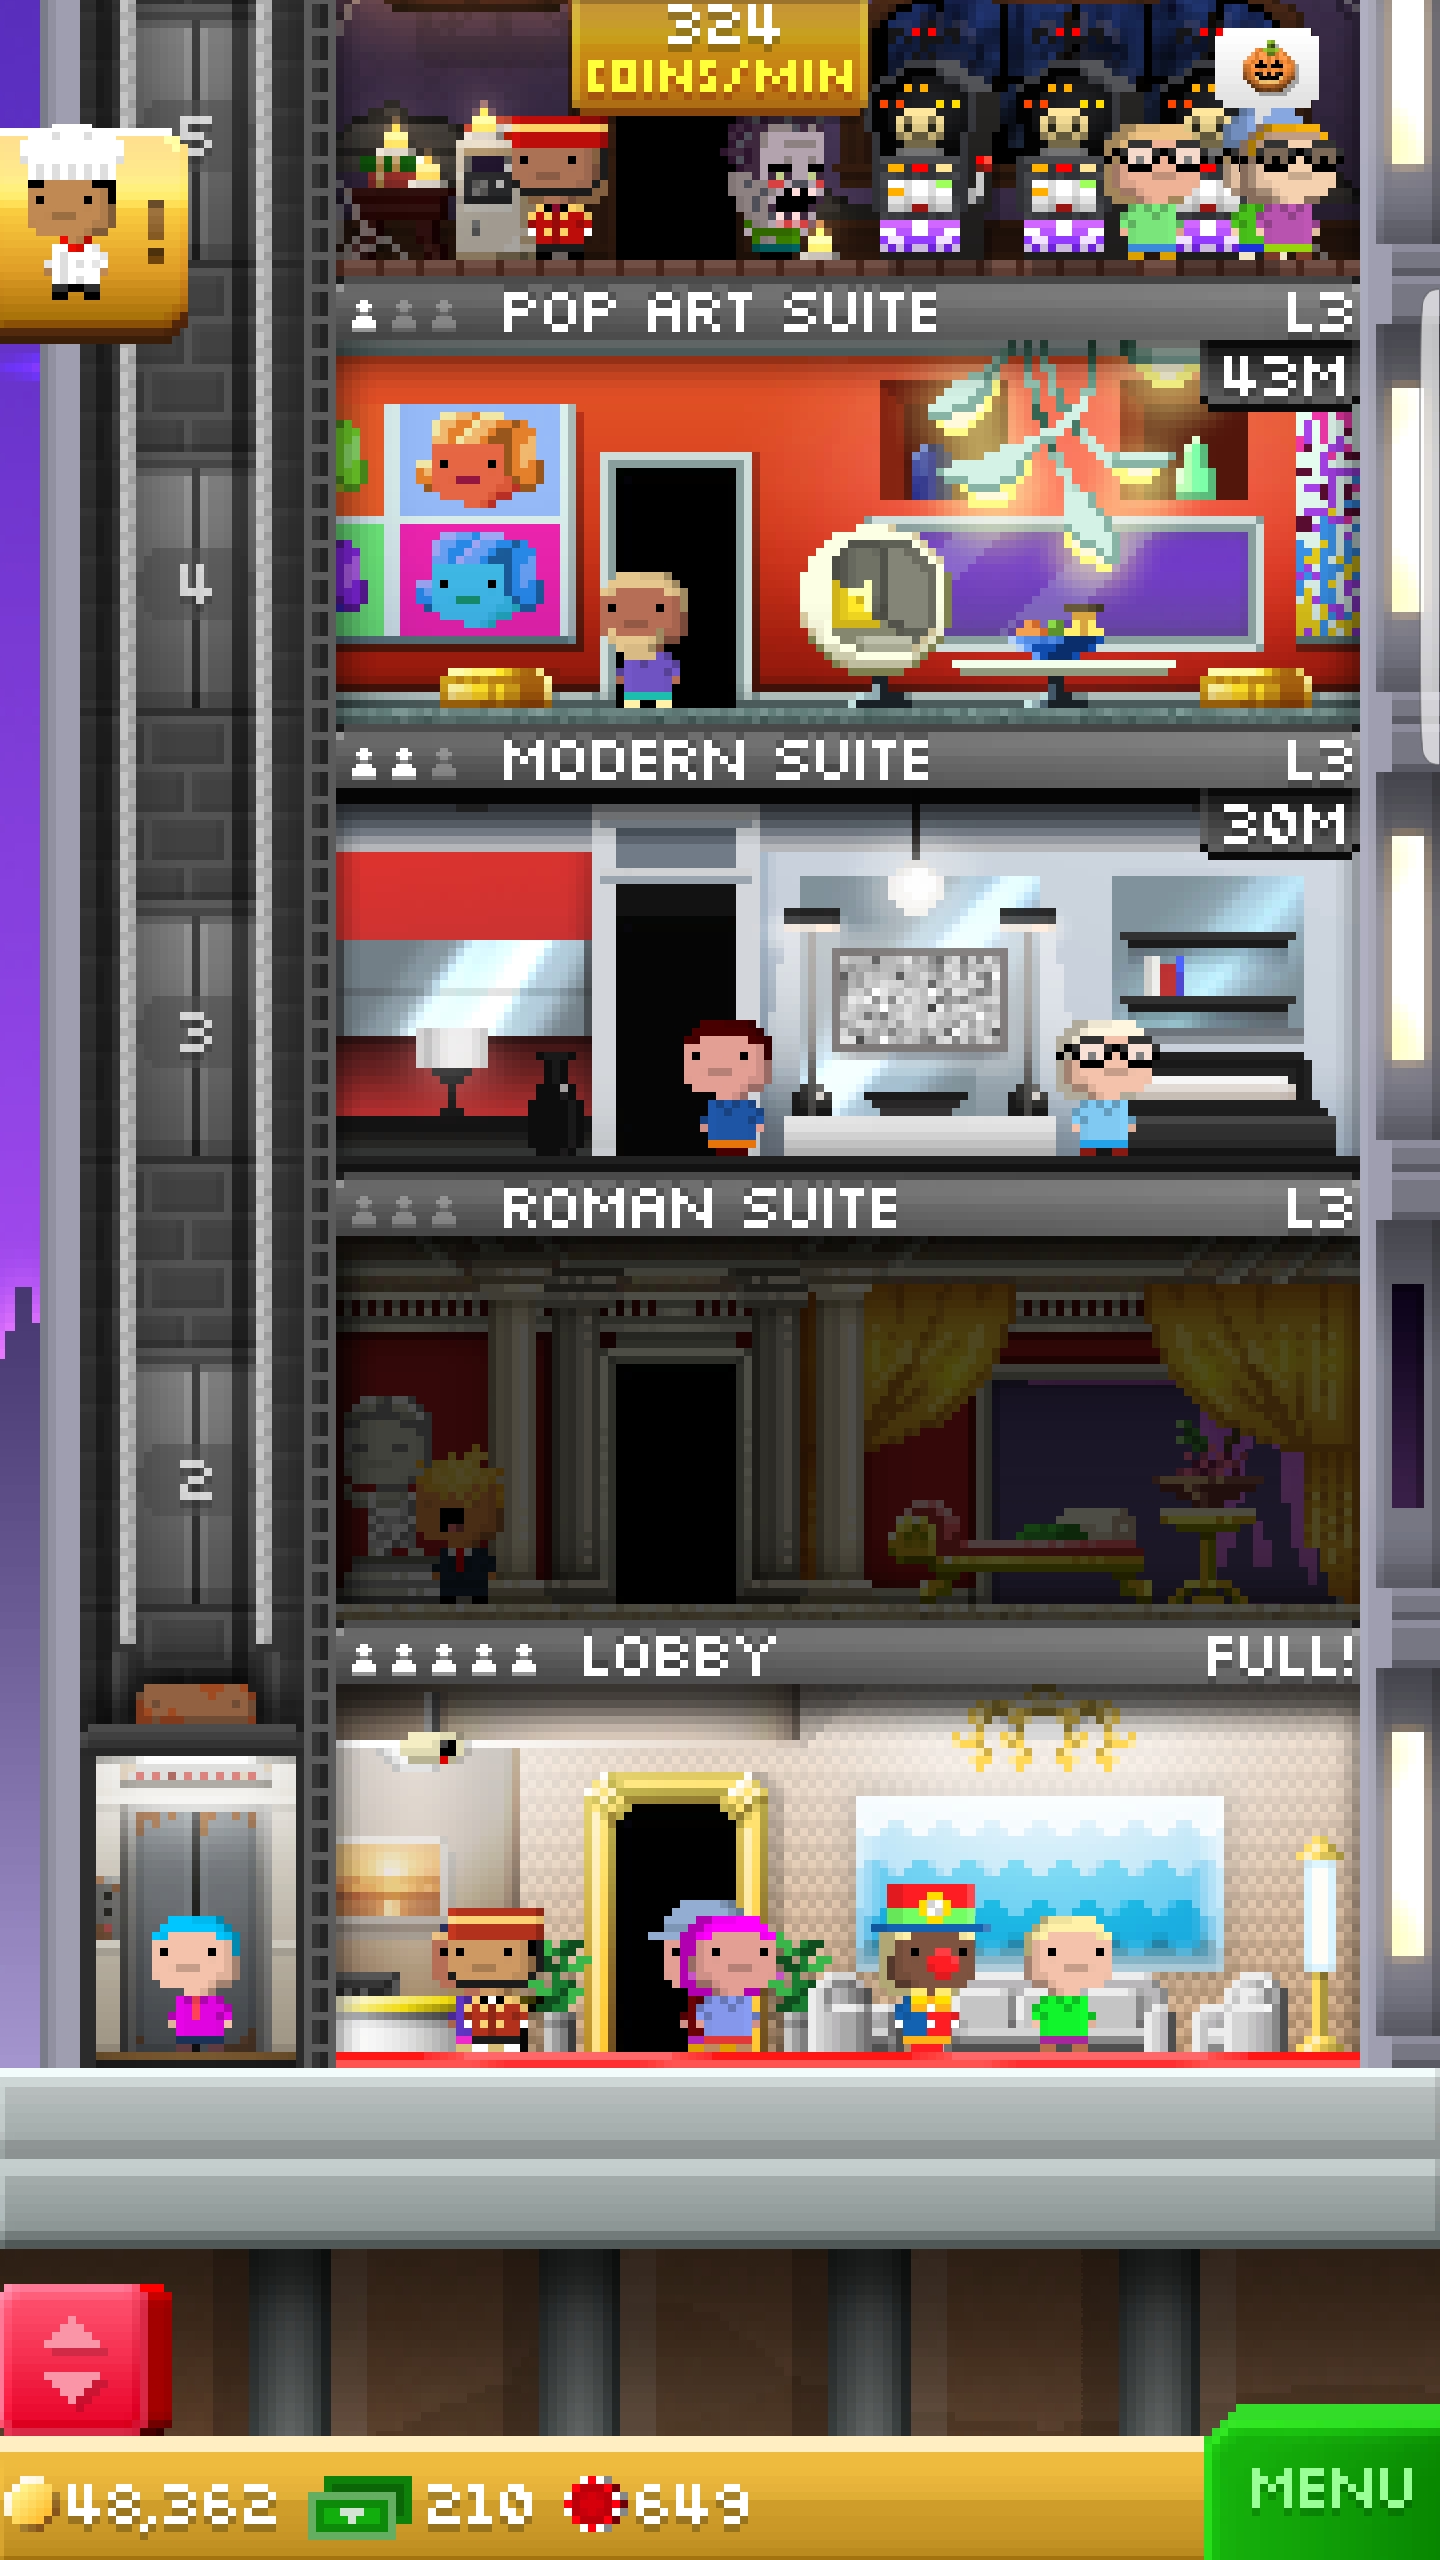 324
COINS/MIN
5
!
POP ART SUITE L3
43M
4
MODERN SUITE L3
30M
3
ROMAN SUITE L3
2
LOBBY FULL!
MENU
48,362 210 649